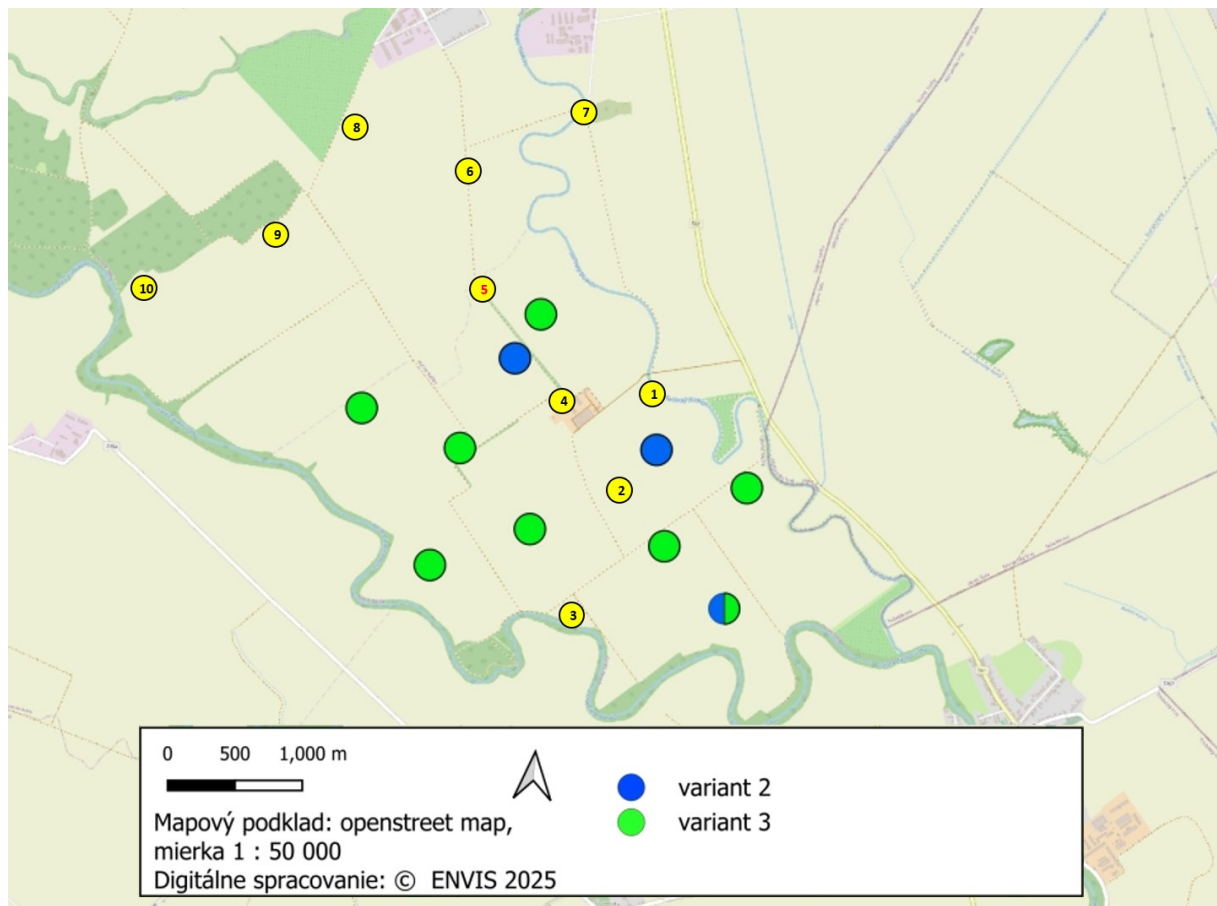 7
8
6
9
10
5
4
1
2
3
0 500 1,000 m
variant 2
variant 3
Mapový podklad: openstreet map,
mierka 1 : 50 000
Digitálne spracovanie: © ENVIS 2025